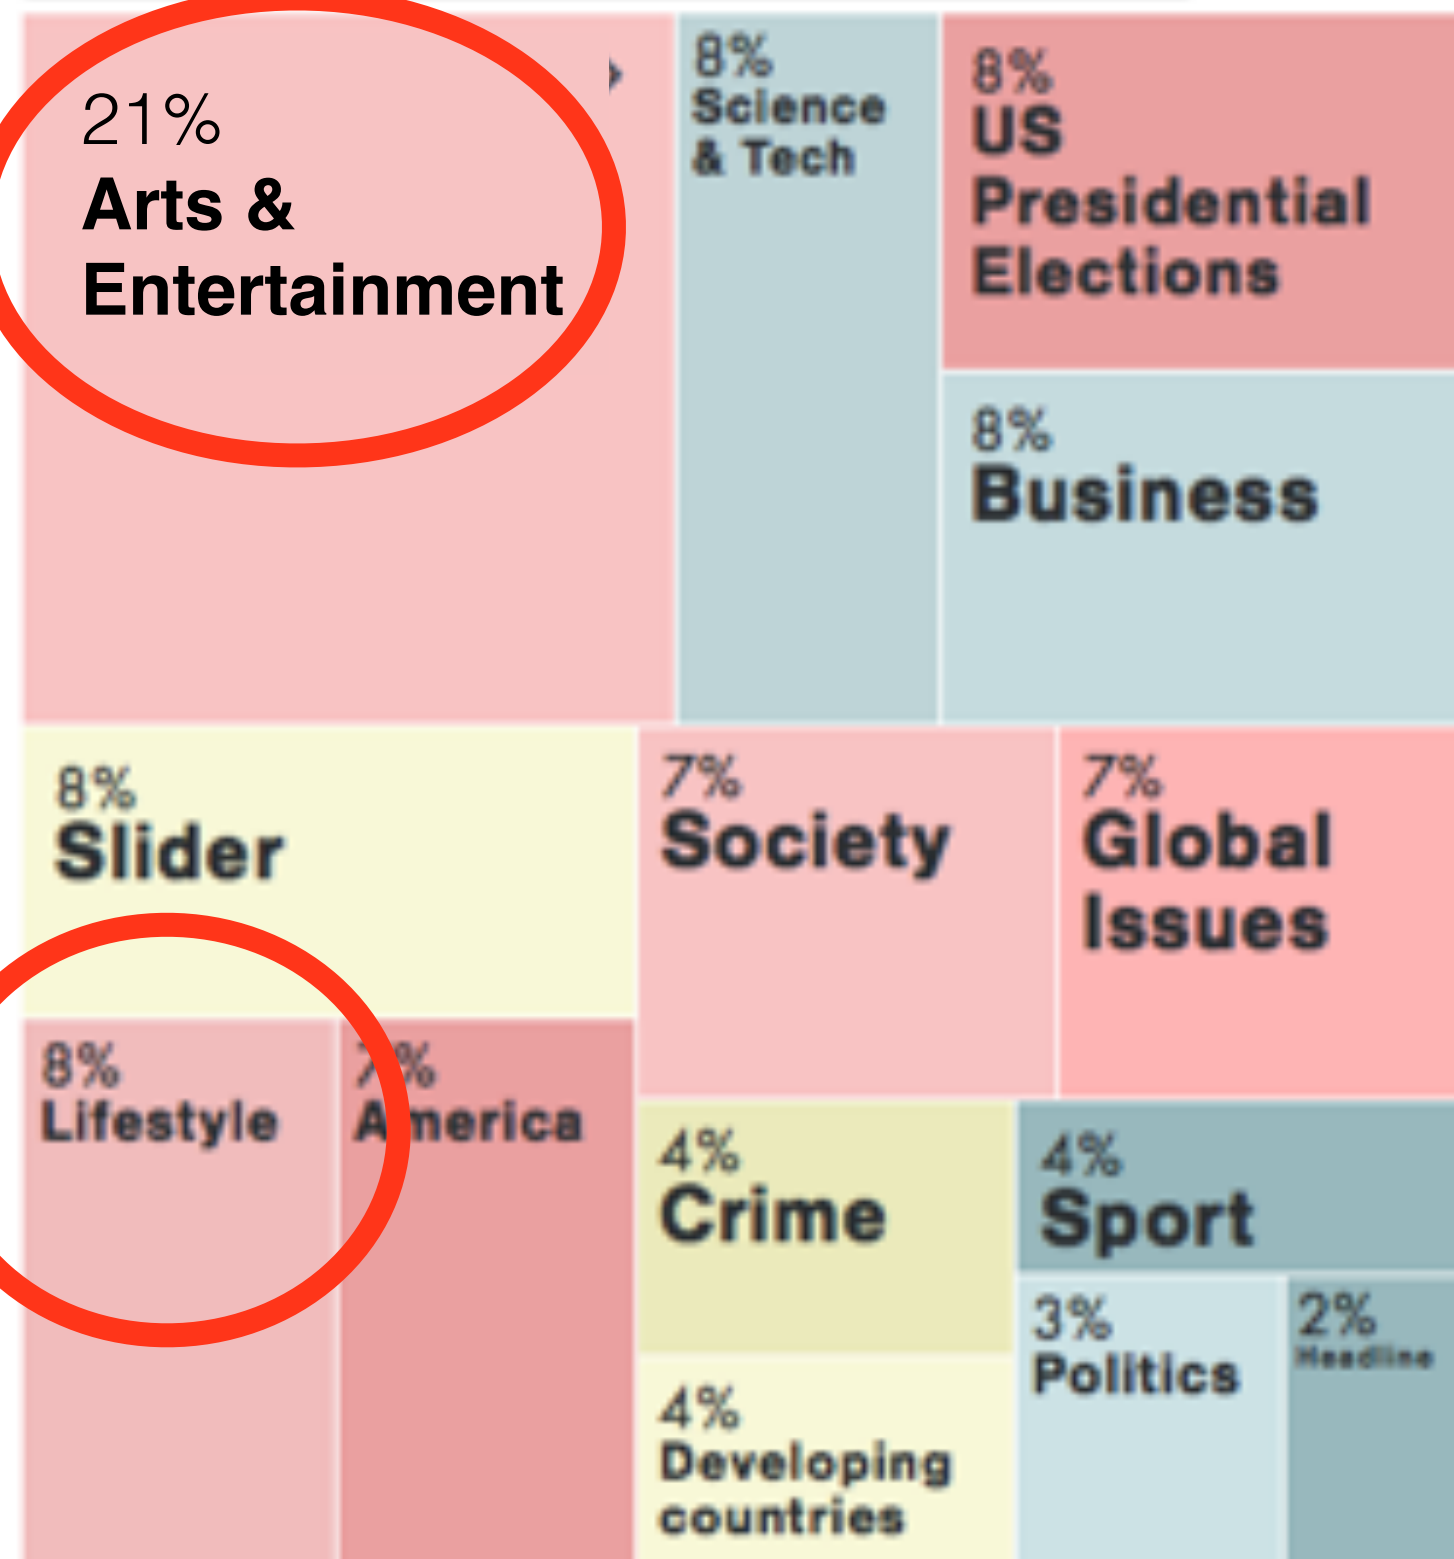 21%
Arts &
Entertainment
8%
Science
& Tech
8%
US
Presidential
Elections
8%
Business
8%
Slider
7%
Society
7%
Global
Issues
8%
Lifestyle
7%
America
4%
Crime
4%
Sport
4%
Developing
countries
3%
Politics
2%
Headline